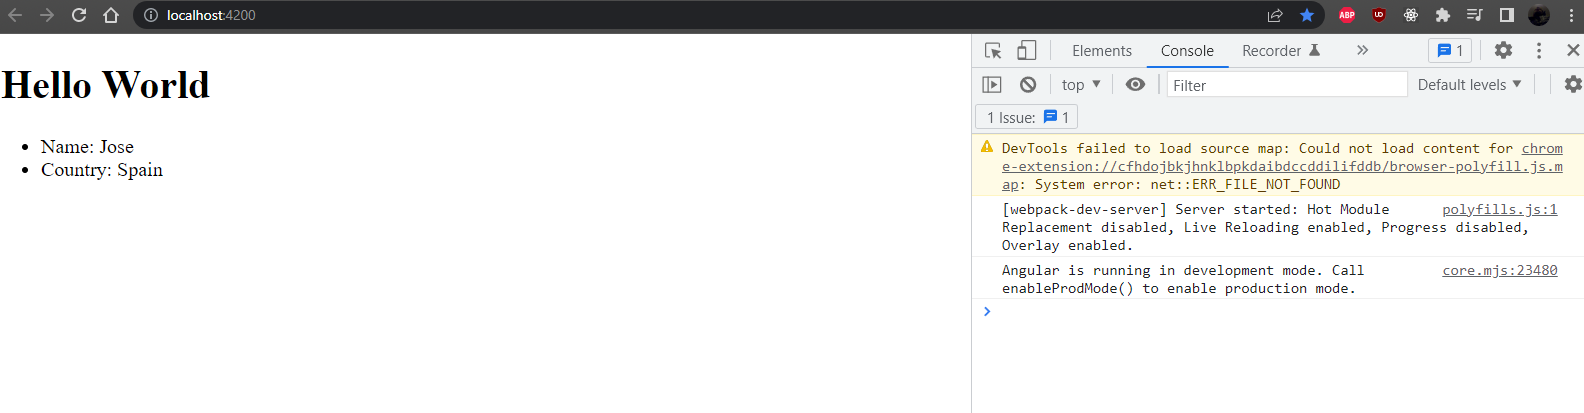 localhost:4200
ABP
UD
Hello World
Name: Jose
Country: Spain
Elements
Console
Recorder
1
top
Filter
Default levels
1 Issue: 1
DevTools failed to load source map: Could not load content for chrom
e-extension://cfhdojbkjhnklbpkdaibdccddilifddb/browser-polyfill.js.m
ap: System error: net::ERR_FILE_NOT_FOUND
[webpack-dev-server] Server started: Hot Module polyfills.js:1
Replacement disabled, Live Reloading enabled, Progress disabled,
Overlay enabled.
Angular is running in development mode. Call core.mjs:23480
enableProdMode() to enable production mode.